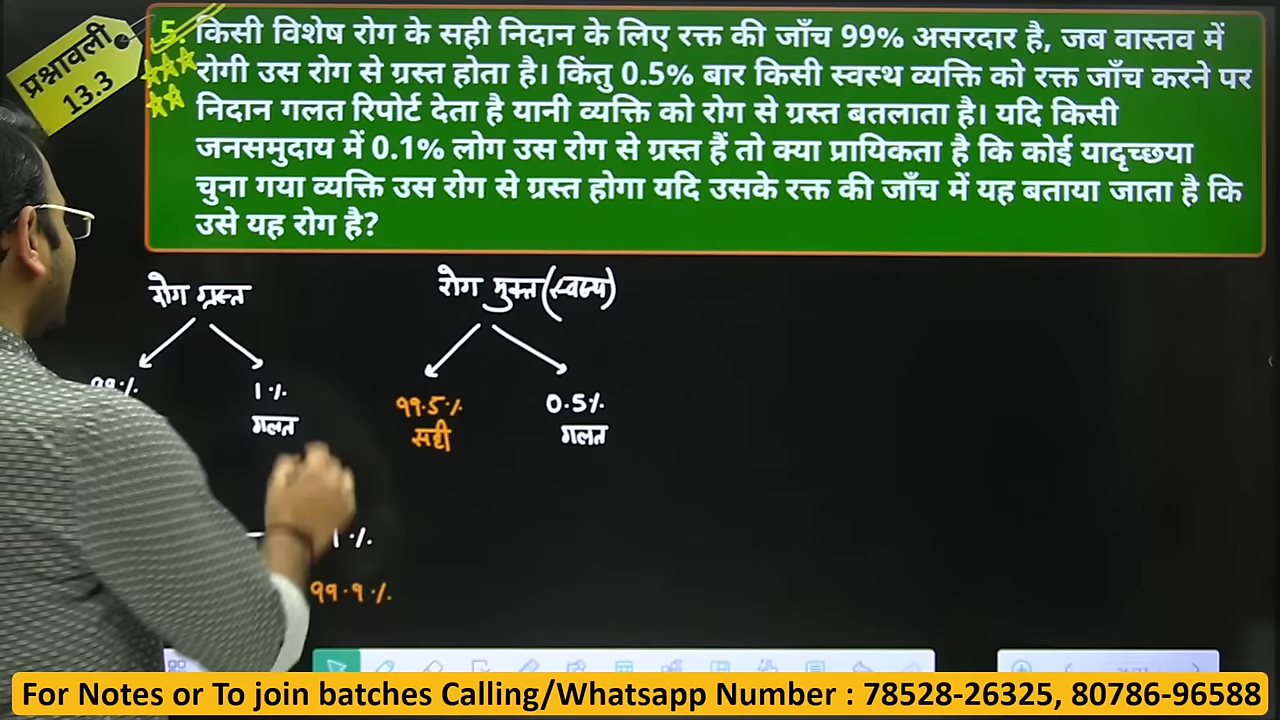 प्रश्नावली
13.3
5. किसी विशेष रोग के सही निदान के लिए रक्त की जाँच 99% असरदार है, जब वास्तव में
रोगी उस रोग से ग्रस्त होता है। किंतु 0.5% बार किसी स्वस्थ व्यक्ति को रक्त जाँच करने पर
निदान गलत रिपोर्ट देता है यानी व्यक्ति को रोग से ग्रस्त बतलाता है। यदि किसी
जनसमुदाय में 0.1% लोग उस रोग से ग्रस्त हैं तो क्या प्रायिकता है कि कोई यादृच्छया
चुना गया व्यक्ति उस रोग से ग्रस्त होगा यदि उसके रक्त की जाँच में यह बताया जाता है कि
उसे यह रोग है?
रोग ग्रस्त
रोग मुक्त (स्वस्थ)
99%
1%
गलत
99.5%
सही
0.5%
गलत
1%
99.9%
For Notes or To join batches Calling/Whatsapp Number : 78528-26325, 80786-96588